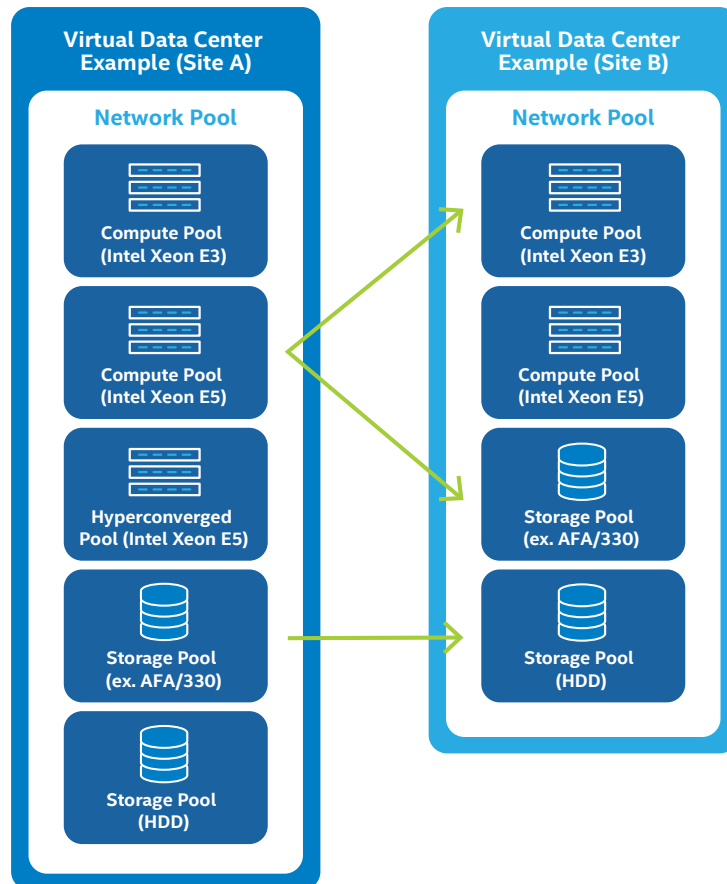 Virtual Data Center
Example (Site A)
Network Pool
Compute Pool
(Intel Xeon E3)
Compute Pool
(Intel Xeon E5)
Hyperconverged
Pool (Intel Xeon E5)
Storage Pool
(ex. AFA/330)
Storage Pool
(HDD)
Virtual Data Center
Example (Site B)
Network Pool
Compute Pool
(Intel Xeon E3)
Compute Pool
(Intel Xeon E5)
Storage Pool
(ex. AFA/330)
Storage Pool
(HDD)